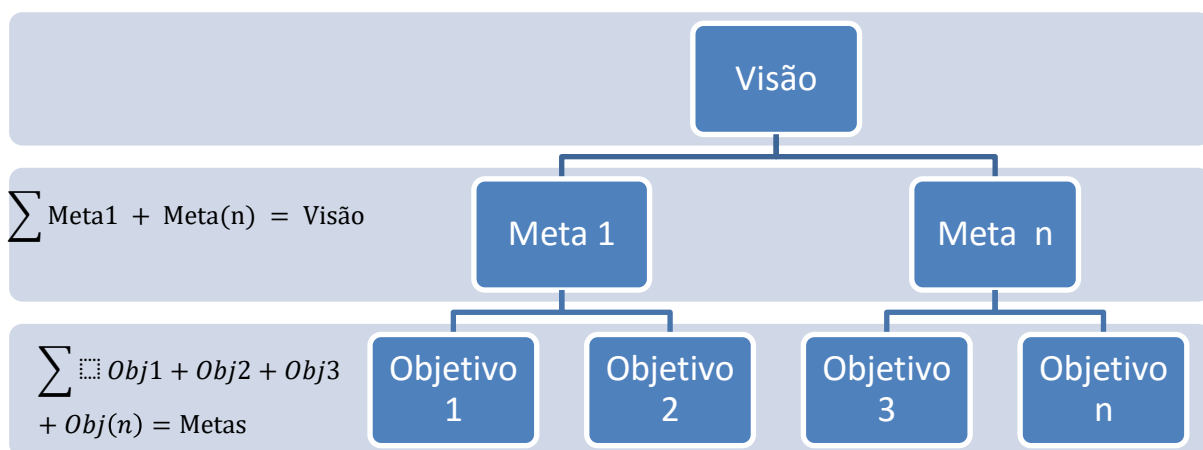 Visão
∑ Meta1 + Meta(n) = Visão
Meta 1
Meta n
∑ ⬚ Obj1 + Obj2 + Obj3
+ Obj(n) = Metas
Objetivo
1
Objetivo
2
Objetivo
3
Objetivo
n